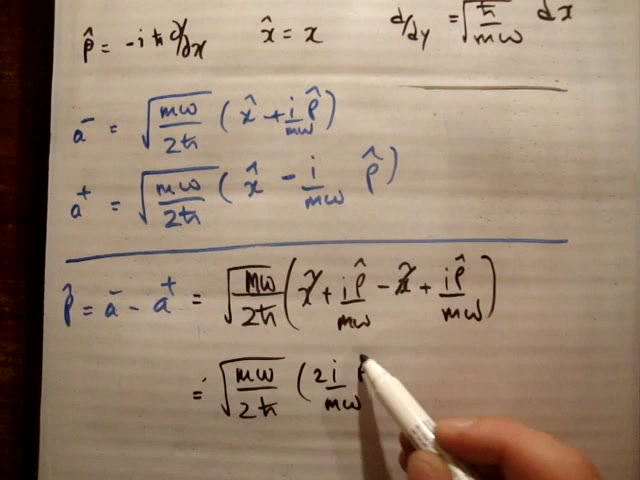 p̂ = -iħ d/dx   x̂ = x   d/dy = √(ħ/mω) dx
a⁻ = √(mω/2ħ) ( x̂ + i/mω p̂ )
a⁺ = √(mω/2ħ) ( x̂ - i/mω p̂ )
p̂ = a⁻ - a⁺ = √(mω/2ħ) ( x̂ + ip̂/mω - x̂ + ip̂/mω )
= √(mω/2ħ) ( 2i/mω